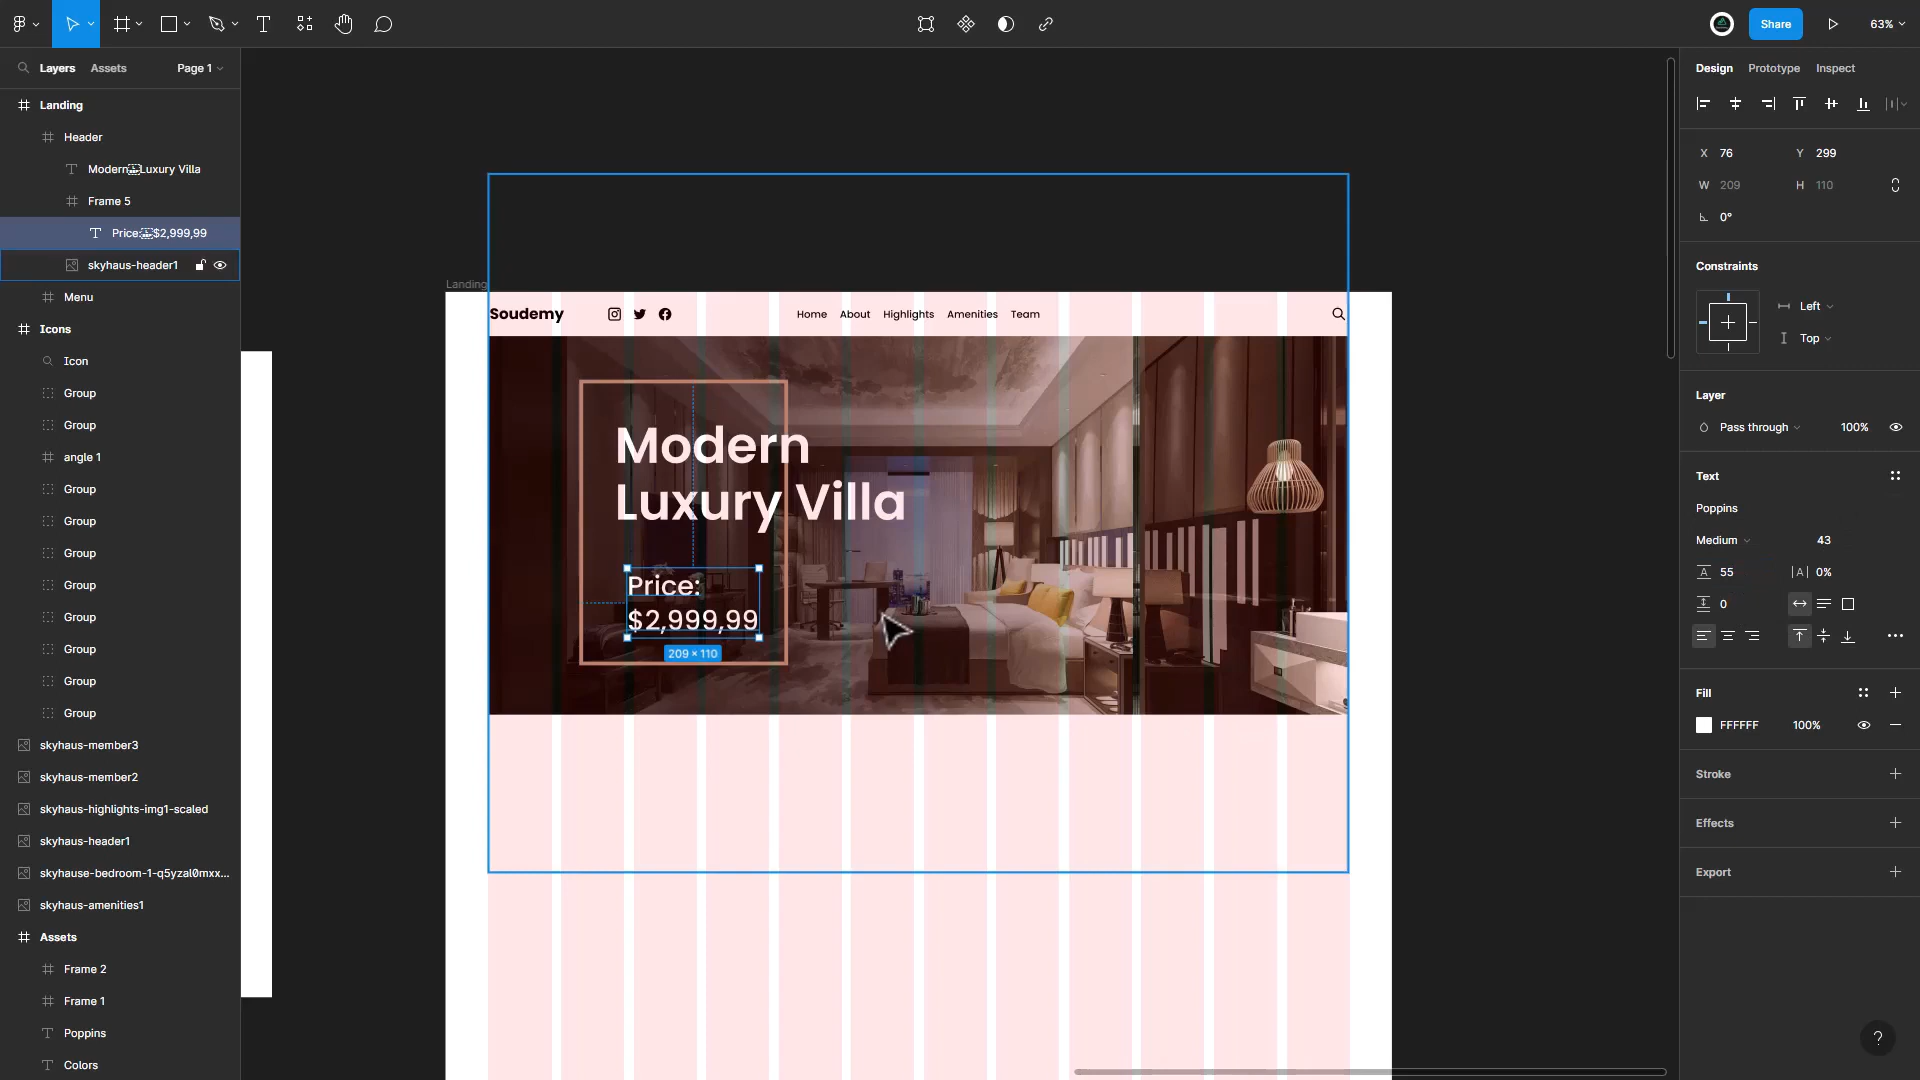 Share
63%
Layers
Assets
Page 1
Landing
Header
Modern Luxury Villa
Frame 5
Price: $2,999,99
skyhaus-header1
Menu
Icons
Icon
Group
Group
angle 1
Group
Group
Group
Group
Group
Group
Group
Group
skyhaus-member3
skyhaus-member2
skyhaus-highlights-img1-scaled
skyhaus-header1
skyhause-bedroom-1-q5yzal0mxx...
skyhaus-amenities1
Assets
Frame 2
Frame 1
Poppins
Colors
Landing
Soudemy
Home
About
Highlights
Amenities
Team
Modern
Luxury Villa
Price:
$2,999,99
209 × 110
Design
Prototype
Inspect
X 76
Y 299
W 209
H 110
0°
Constraints
Left
Top
Layer
Pass through
100%
Text
Poppins
Medium
43
A 55
|A| 0%
0
Fill
FFFFFF
100%
Stroke
Effects
Export
?